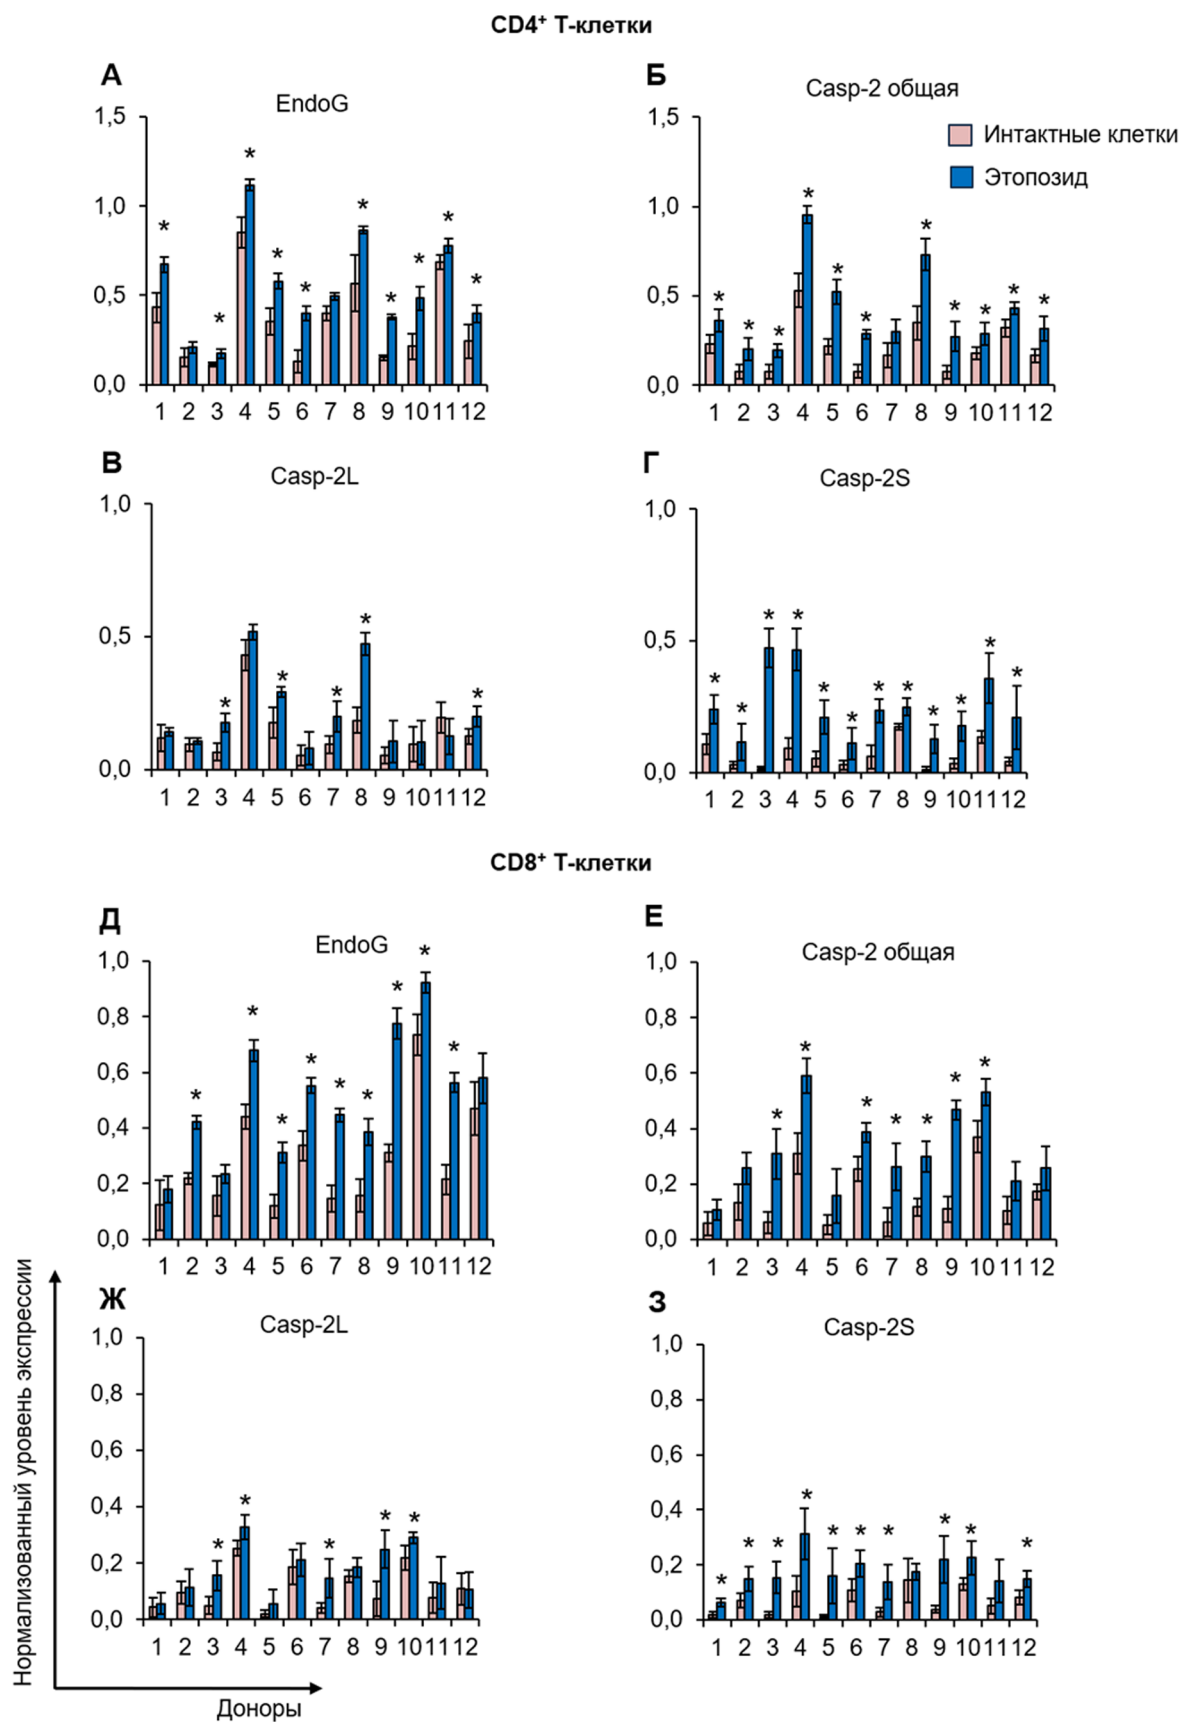 CD4⁺ Т-клетки
А
EndoG
1,5
1,0
0,5
0,0
* * * * * * * * * *
1 2 3 4 5 6 7 8 9 10 11 12
Б
Casp-2 общая
Интактные клетки
Этопозид
1,5
1,0
0,5
0,0
* * * * * * * * * * *
1 2 3 4 5 6 7 8 9 10 11 12
В
Casp-2L
1,0
0,5
0,0
* * * * *
1 2 3 4 5 6 7 8 9 10 11 12
Г
Casp-2S
1,0
0,5
0,0
* * * * * * * * * * * *
1 2 3 4 5 6 7 8 9 10 11 12
CD8⁺ Т-клетки
Д
EndoG
1,0
0,8
0,6
0,4
0,2
0,0
* * * * * * * * *
1 2 3 4 5 6 7 8 9 10 11 12
Е
Casp-2 общая
1,0
0,8
0,6
0,4
0,2
0,0
* * * * * * *
1 2 3 4 5 6 7 8 9 10 11 12
Ж
Casp-2L
1,0
0,8
0,6
0,4
0,2
0,0
* * * * *
1 2 3 4 5 6 7 8 9 10 11 12
З
Casp-2S
1,0
0,8
0,6
0,4
0,2
0,0
* * * * * * * * * *
1 2 3 4 5 6 7 8 9 10 11 12
Нормализованный уровень экспрессии
Доноры